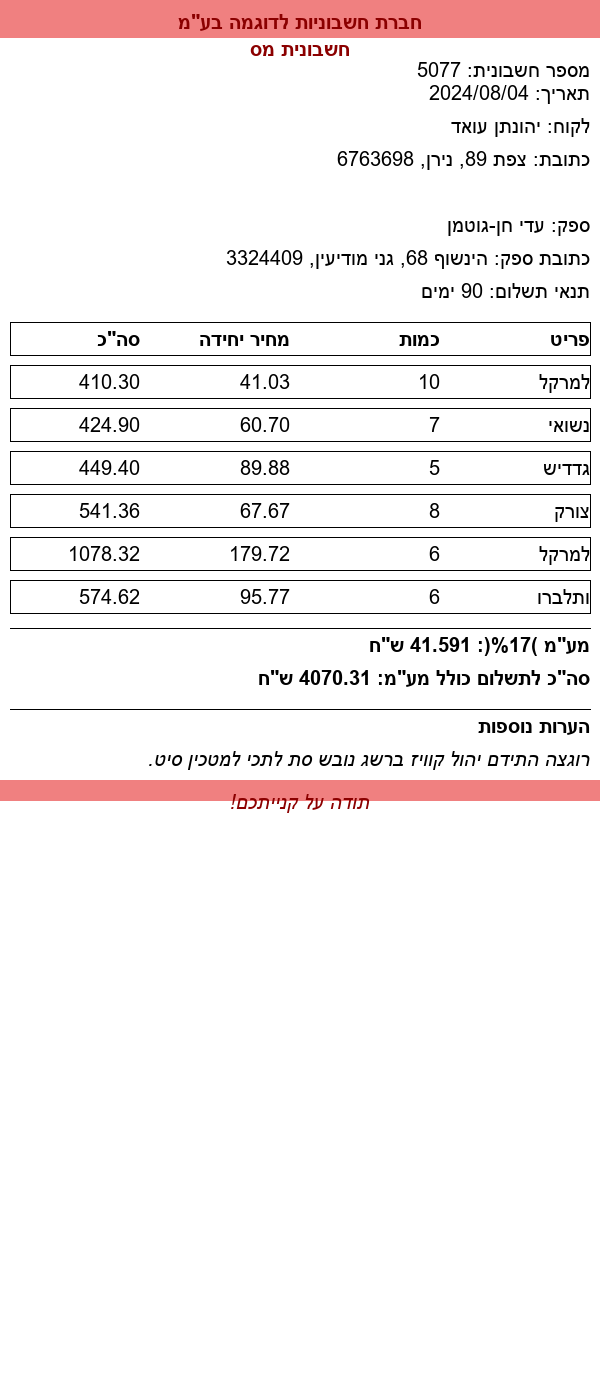 חברת חשבוניות לדוגמה בע"מ
חשבונית מס
מספר חשבונית: 5077
תאריך: 2024/08/04
לקוח: יהונתן עואד
כתובת: צפת 89, נירן, 6763698
ספק: עדי חן-גוטמן
כתובת ספק: הינשוף 68, גני מודיעין, 3324409
תנאי תשלום: 90 ימים
פריט כמות מחיר יחידה סה"כ
למרקל 10 41.03 410.30
נשואי 7 60.70 424.90
גדדיש 5 89.88 449.40
צורק 8 67.67 541.36
למרקל 6 179.72 1078.32
ותלברו 6 95.77 574.62
מע"מ )17%(: 41.591 ש"ח
סה"כ לתשלום כולל מע"מ: 4070.31 ש"ח
הערות נוספות
רוגצה התידם יהול קוויז ברשג נובש סת לתכי למטכין סיט.
תודה על קנייתכם!